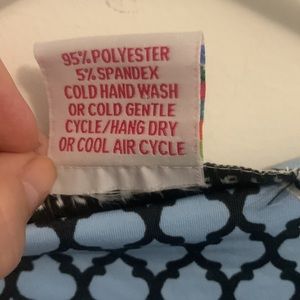 95% POLYESTER
5% SPANDEX
COLD HAND WASH
OR COLD GENTLE
CYCLE/HANG DRY
OR COOL AIR CYCLE